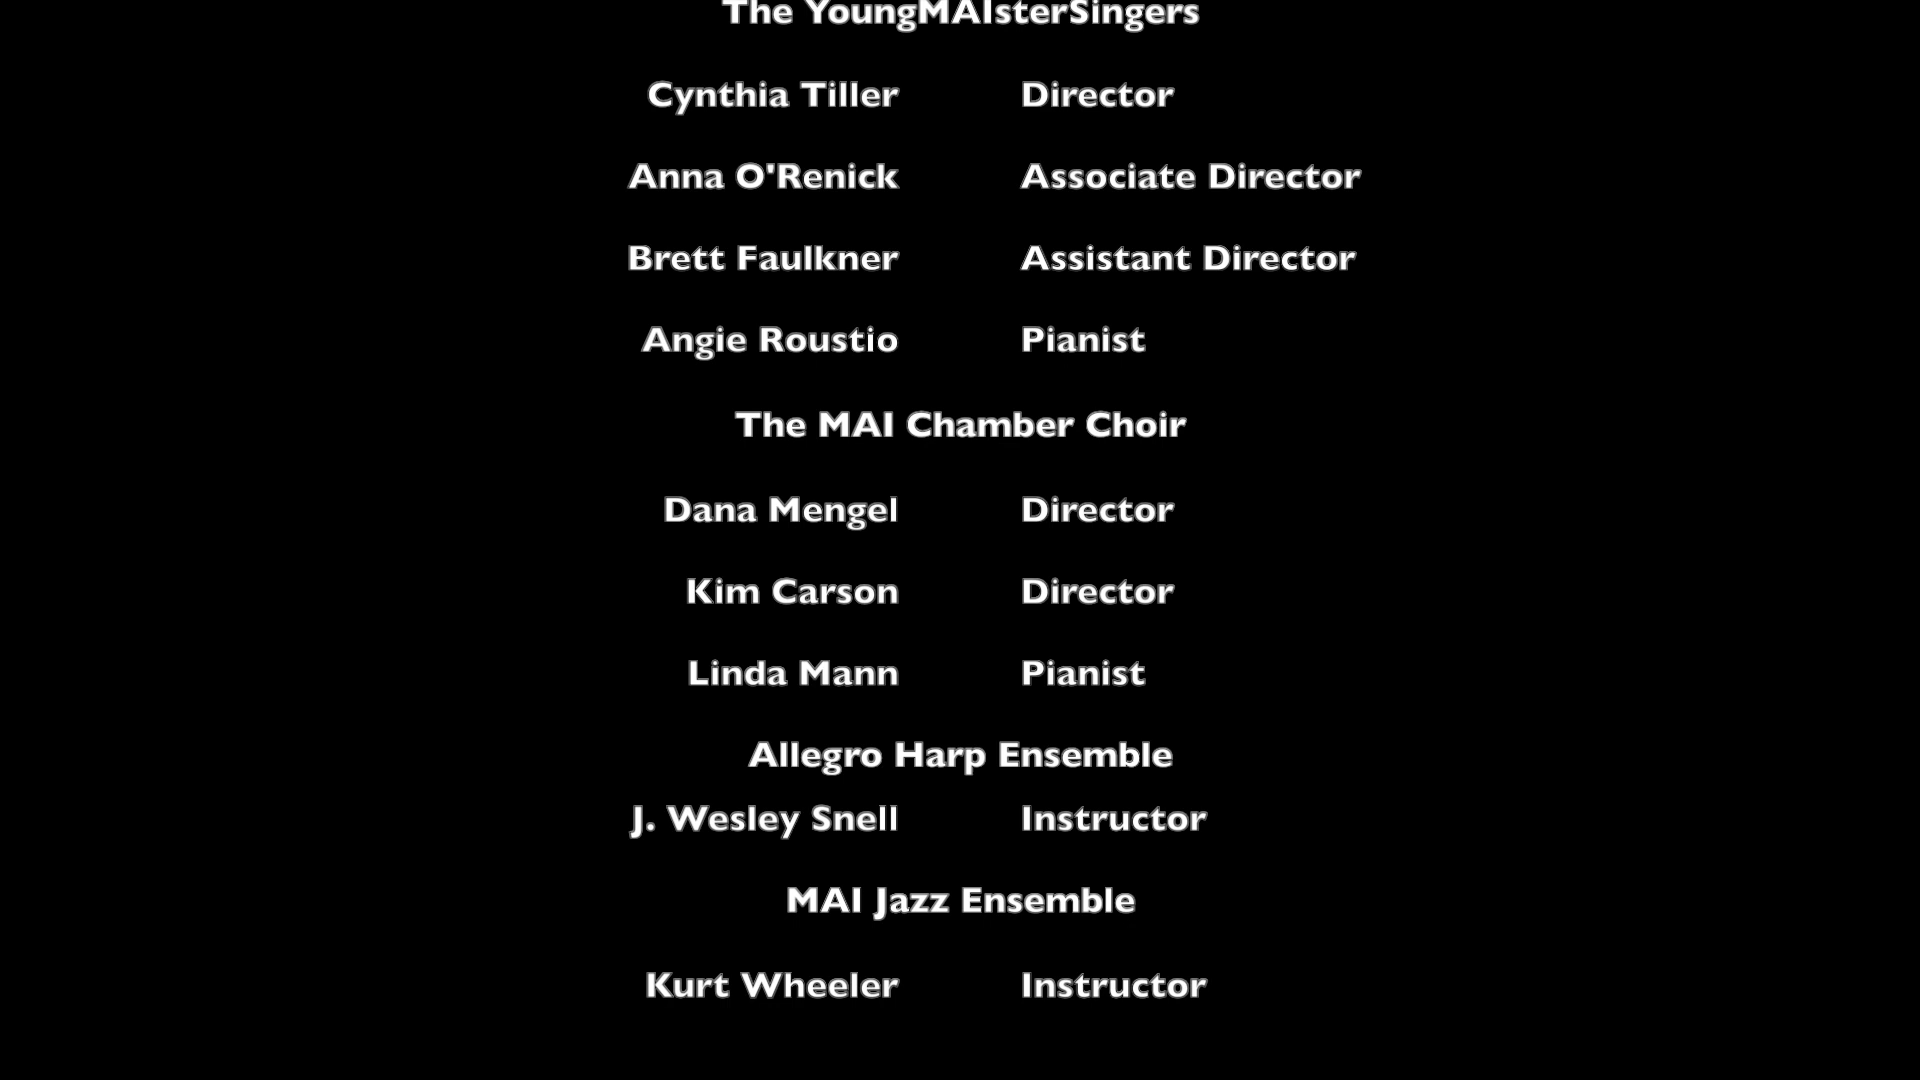 The YoungMAIsterSingers
Cynthia Tiller Director
Anna O'Renick Associate Director
Brett Faulkner Assistant Director
Angie Roustio Pianist
The MAI Chamber Choir
Dana Mengel Director
Kim Carson Director
Linda Mann Pianist
Allegro Harp Ensemble
J. Wesley Snell Instructor
MAI Jazz Ensemble
Kurt Wheeler Instructor